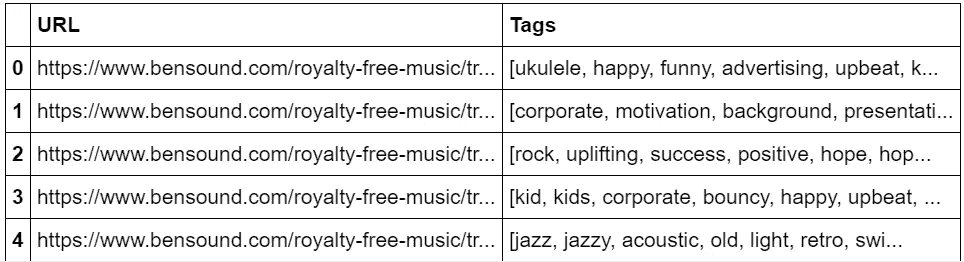 URL Tags
0 https://www.bensound.com/royalty-free-music/tr... [ukulele, happy, funny, advertising, upbeat, k...
1 https://www.bensound.com/royalty-free-music/tr... [corporate, motivation, background, presentati...
2 https://www.bensound.com/royalty-free-music/tr... [rock, uplifting, success, positive, hope, hop...
3 https://www.bensound.com/royalty-free-music/tr... [kid, kids, corporate, bouncy, happy, upbeat, ...
4 https://www.bensound.com/royalty-free-music/tr... [jazz, jazzy, acoustic, old, light, retro, swi...